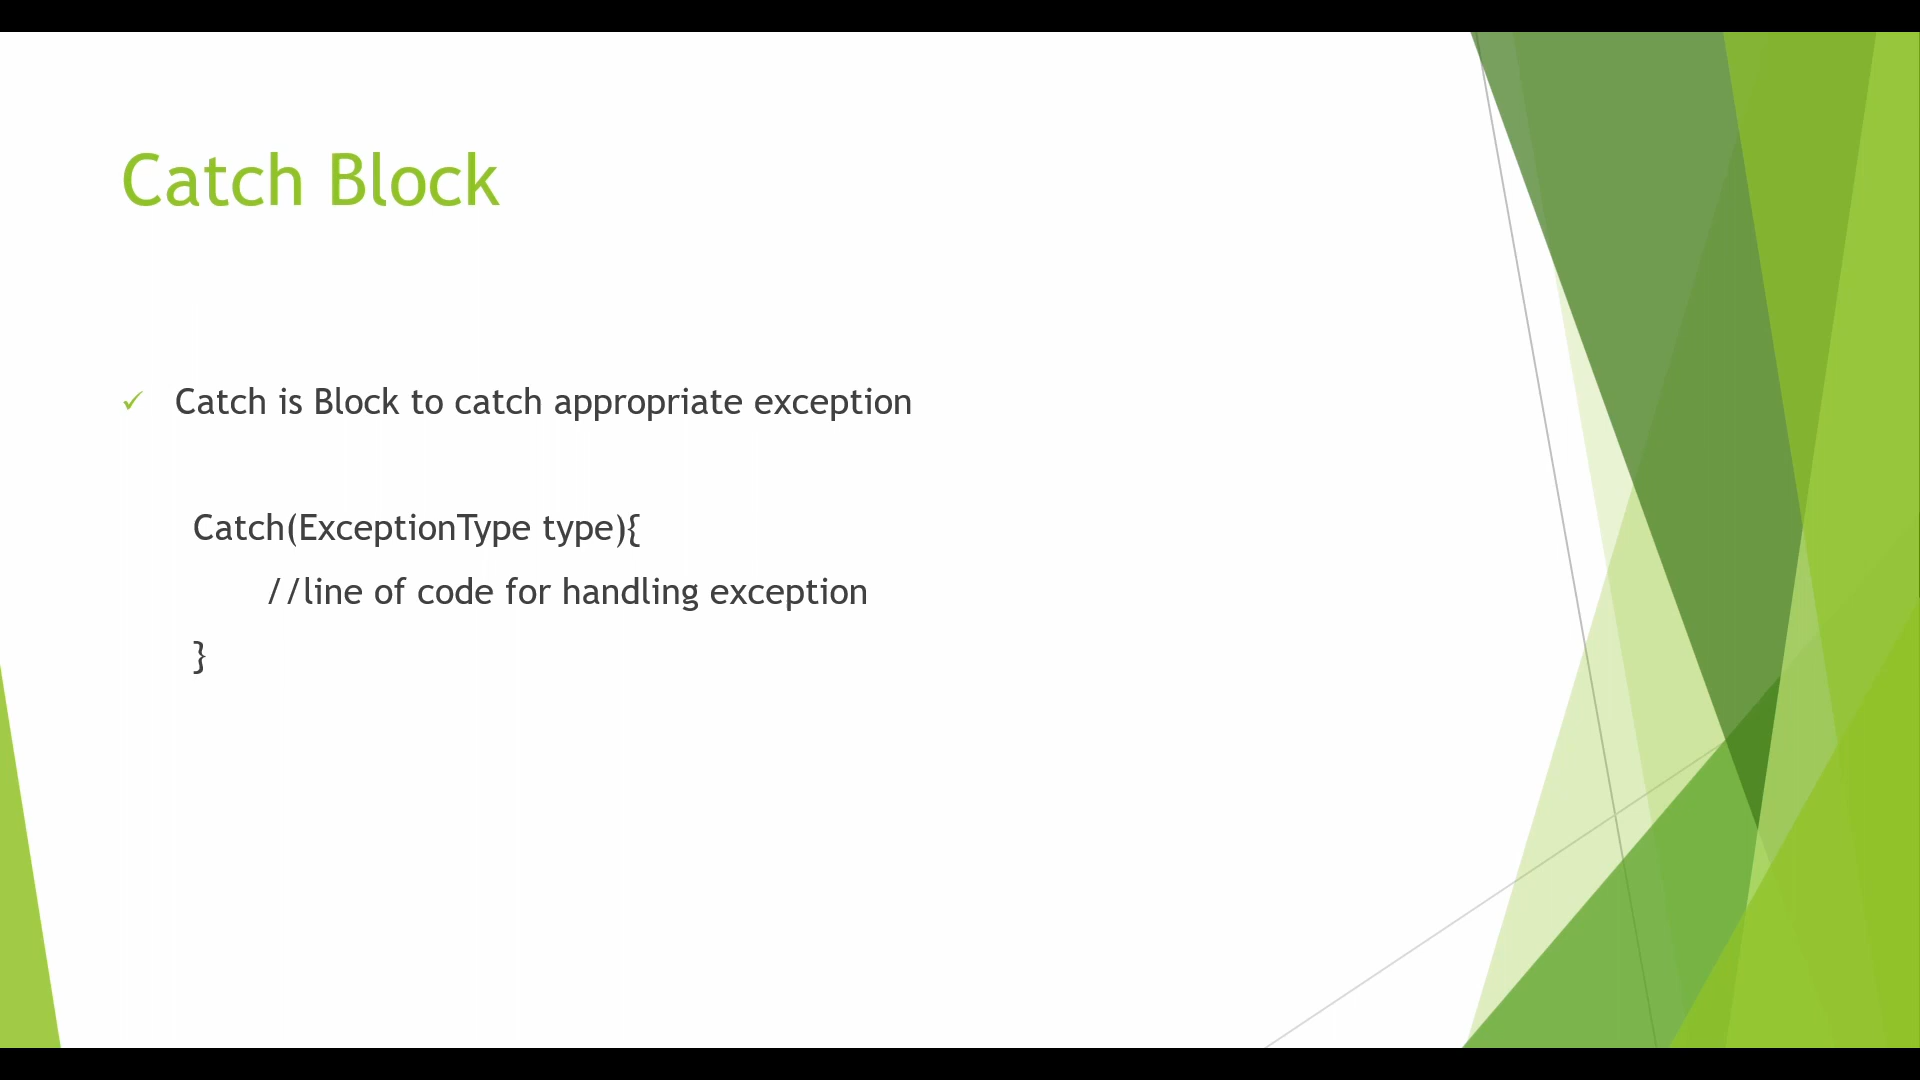 Catch Block
Catch is Block to catch appropriate exception
Catch(ExceptionType type){
//line of code for handling exception
}